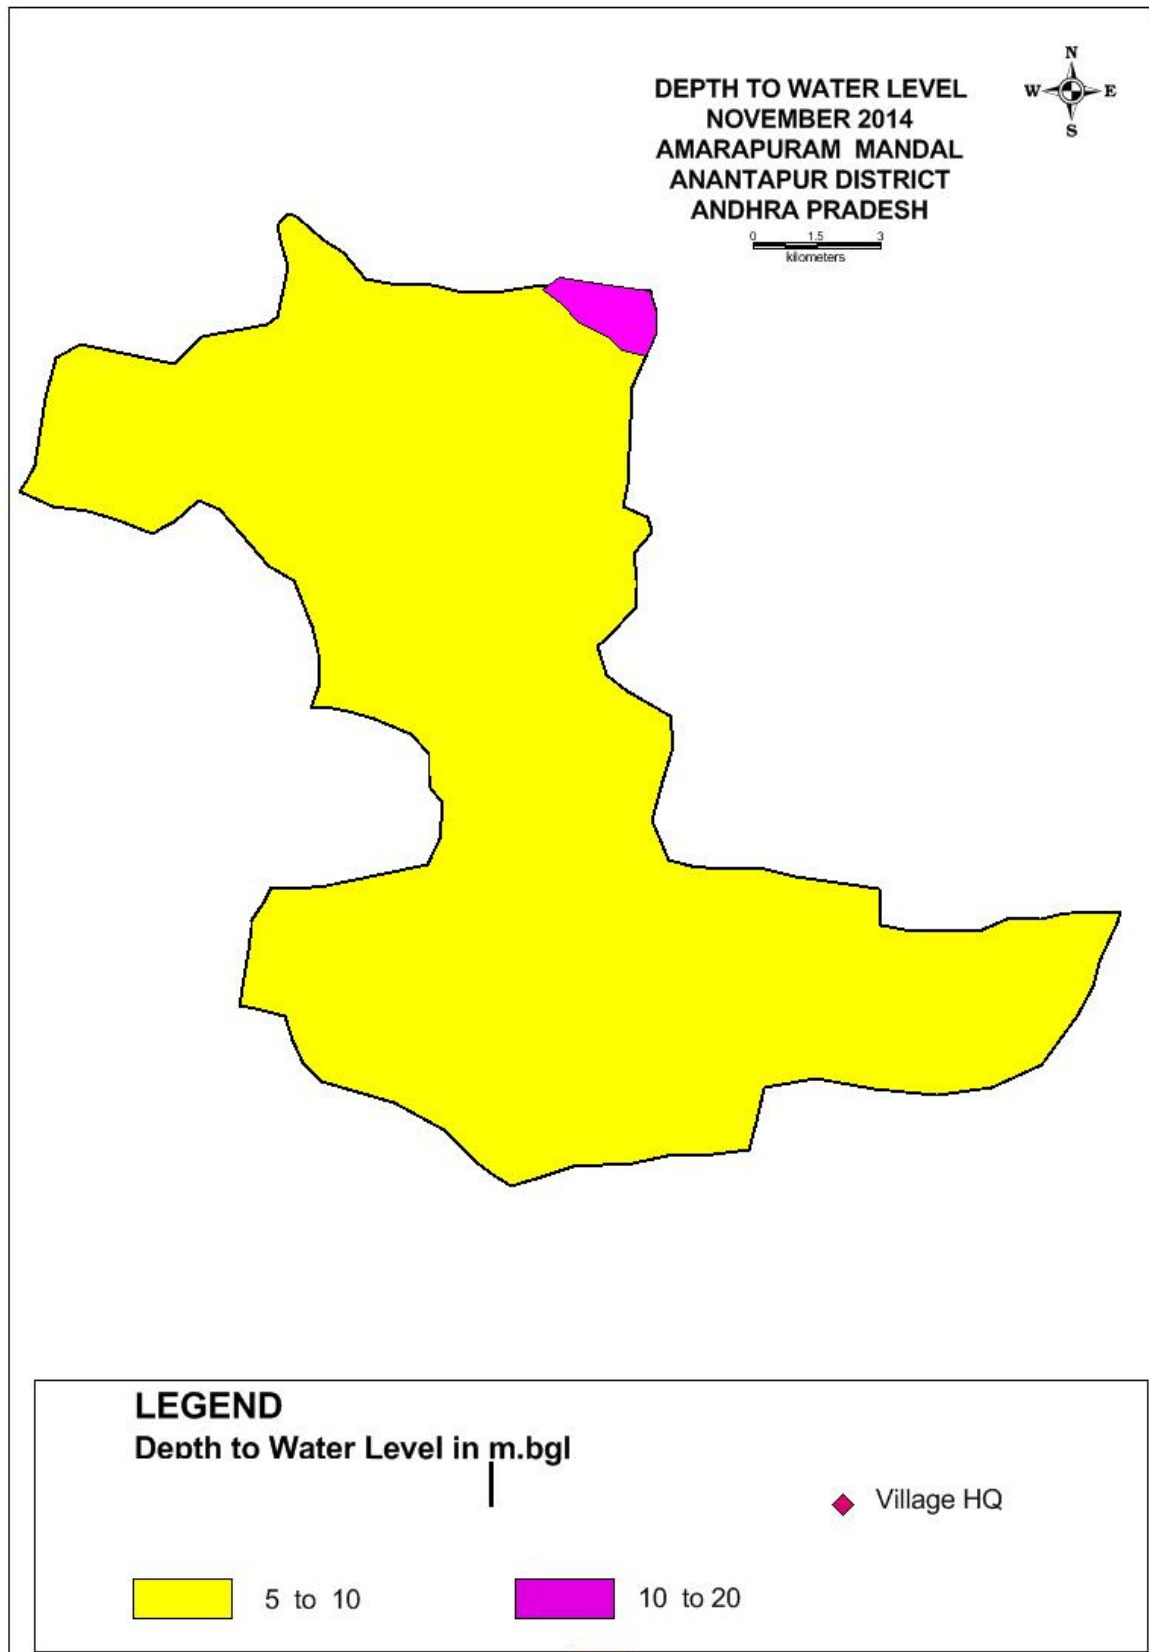 N
W E
S
DEPTH TO WATER LEVEL
NOVEMBER 2014
AMARAPURAM MANDAL
ANANTAPUR DISTRICT
ANDHRA PRADESH
0 1.5 3
kilometers
LEGEND
Depth to Water Level in m.bgl
Village HQ
5 to 10
10 to 20